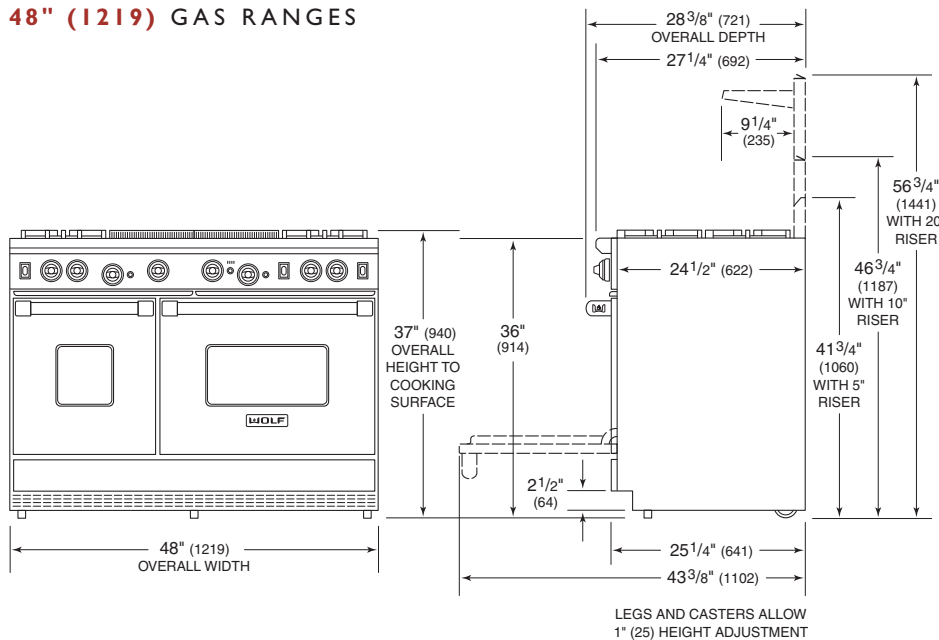 48" (1219) GAS RANGES
28 3/8" (721)
OVERALL DEPTH
27 1/4" (692)
9 1/4"
(235)
56 3/4"
(1441)
WITH 20
RISER
46 3/4"
(1187)
WITH 10"
RISER
41 3/4"
(1060)
WITH 5"
RISER
24 1/2" (622)
37" (940)
OVERALL
HEIGHT TO
COOKING
SURFACE
36"
(914)
WOLF
2 1/2"
(64)
48" (1219)
OVERALL WIDTH
25 1/4" (641)
43 3/8" (1102)
LEGS AND CASTERS ALLOW
1" (25) HEIGHT ADJUSTMENT